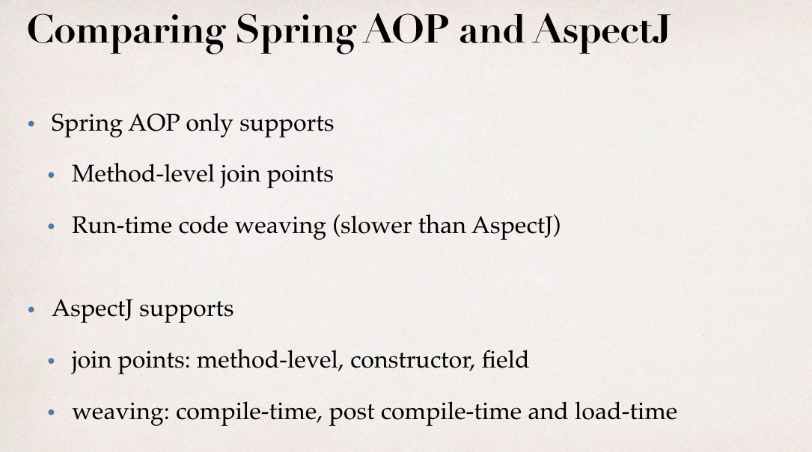 Comparing Spring AOP and AspectJ
• Spring AOP only supports
• Method-level join points
• Run-time code weaving (slower than AspectJ)
• AspectJ supports
• join points: method-level, constructor, field
• weaving: compile-time, post compile-time and load-time